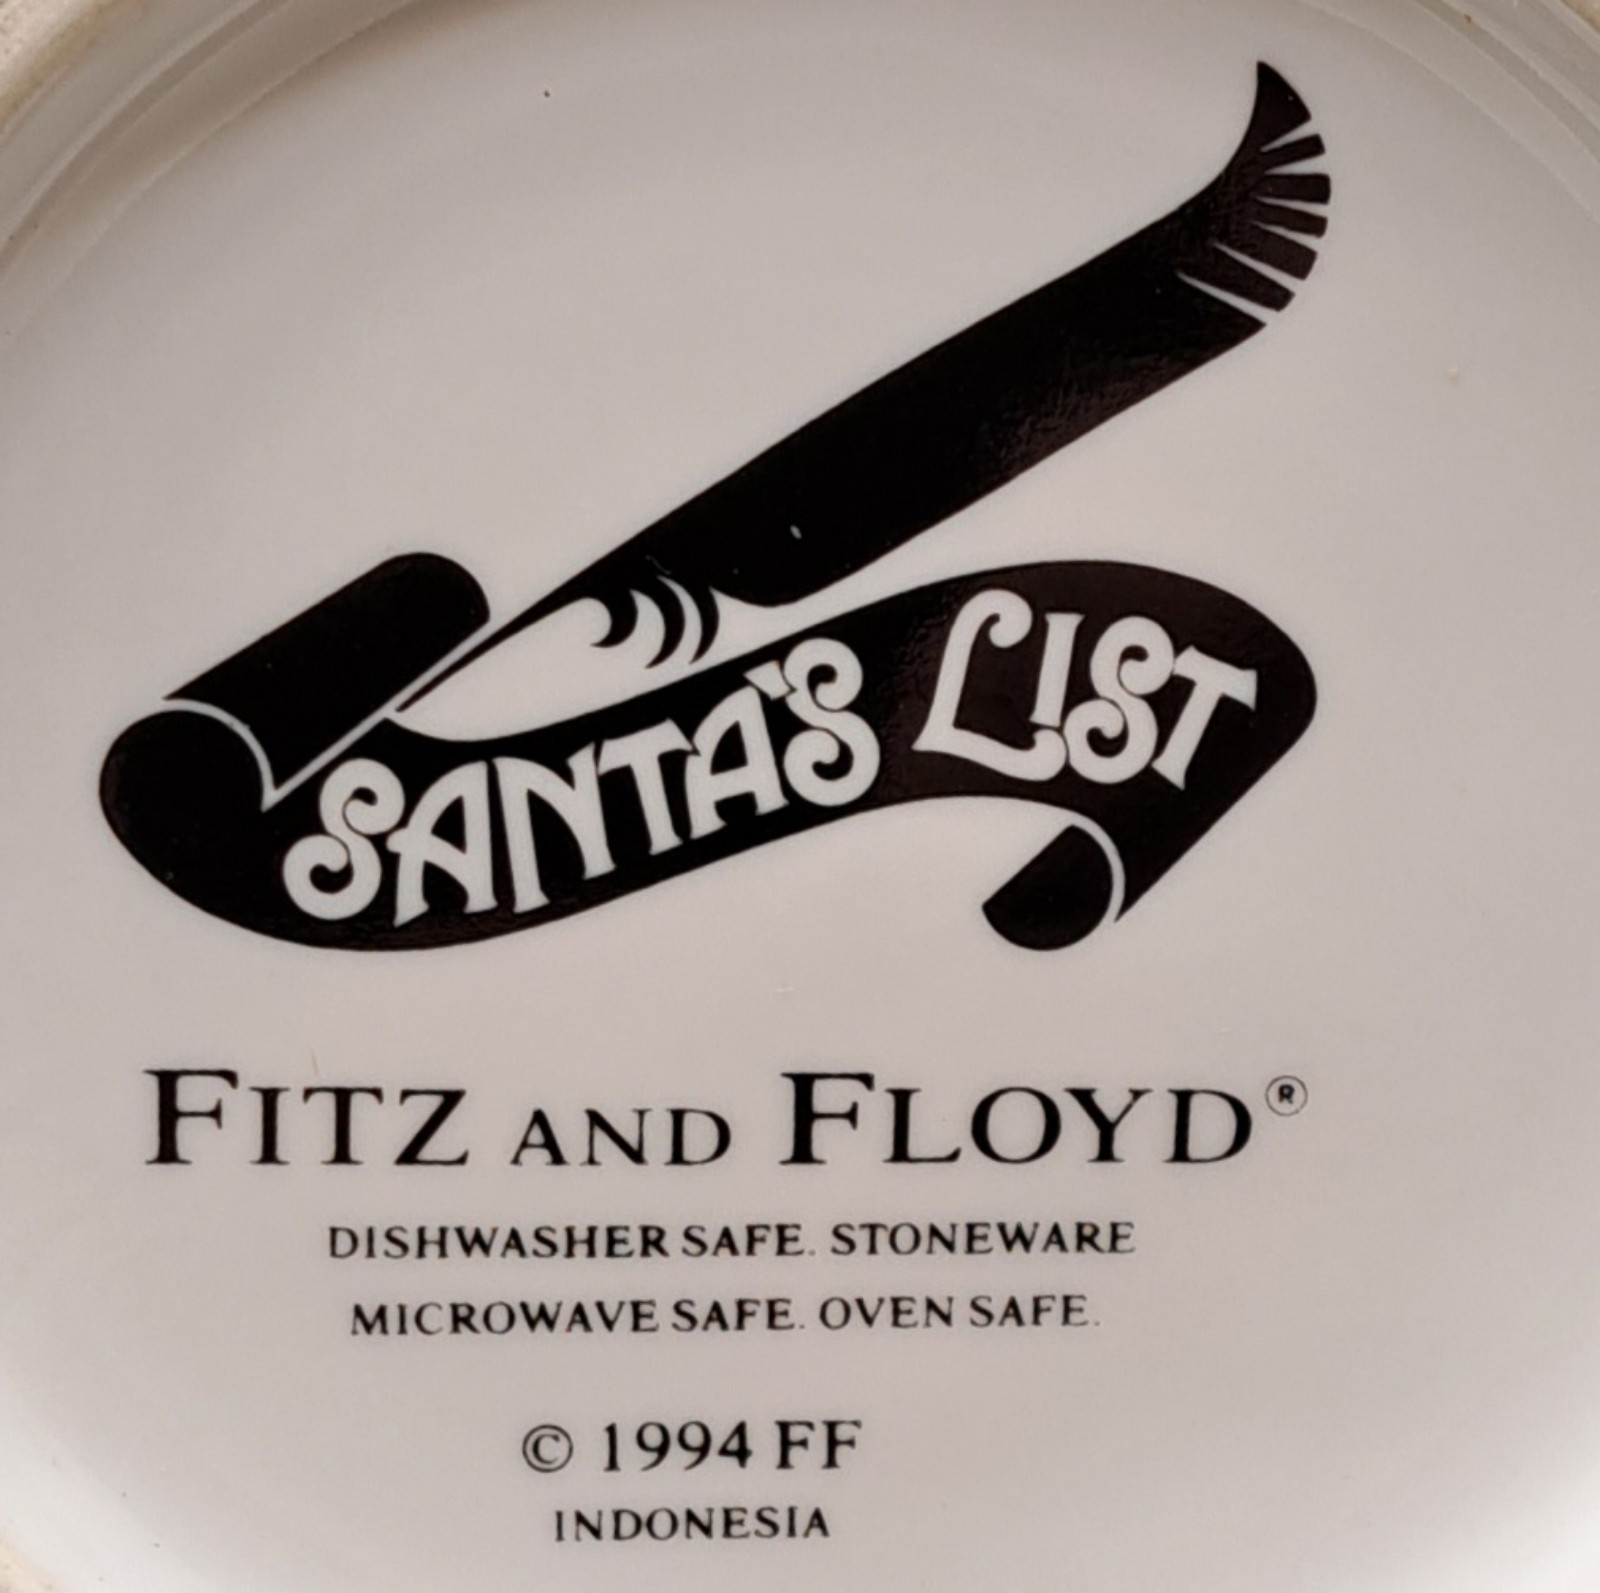 SANTA'S LIST
FITZ AND FLOYD®
DISHWASHER SAFE. STONEWARE
MICROWAVE SAFE. OVEN SAFE.
© 1994 FF
INDONESIA